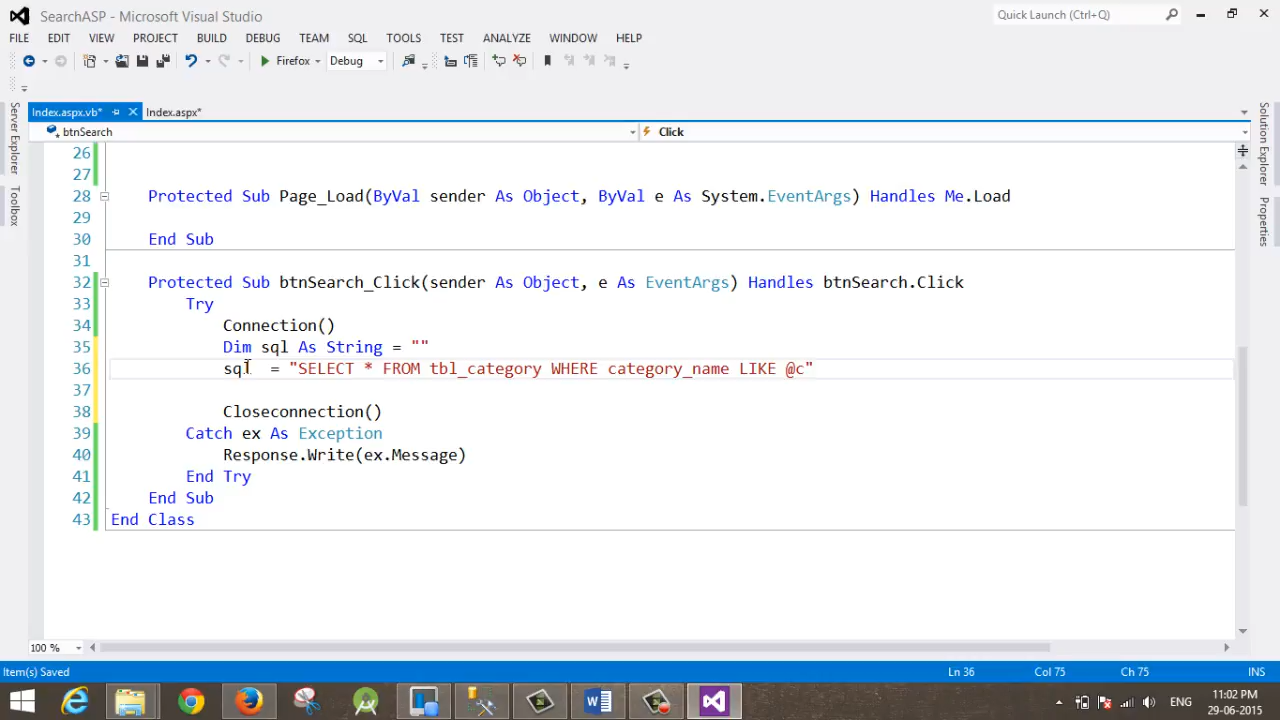 SearchASP - Microsoft Visual Studio
Quick Launch (Ctrl+Q)
FILE EDIT VIEW PROJECT BUILD DEBUG TEAM SQL TOOLS TEST ANALYZE WINDOW HELP
Firefox Debug
Index.aspx.vb* Index.aspx*
btnSearch Click
Server Explorer
Toolbox
Solution Explorer
Properties
26
27
28 Protected Sub Page_Load(ByVal sender As Object, ByVal e As System.EventArgs) Handles Me.Load
29
30 End Sub
31
32 Protected Sub btnSearch_Click(sender As Object, e As EventArgs) Handles btnSearch.Click
33 Try
34 Connection()
35 Dim sql As String = ""
36 sql = "SELECT * FROM tbl_category WHERE category_name LIKE @c"
37
38 Closeconnection()
39 Catch ex As Exception
40 Response.Write(ex.Message)
41 End Try
42 End Sub
43 End Class
100 %
Item(s) Saved Ln 36 Col 75 Ch 75 INS
ENG 11:02 PM
29-06-2015